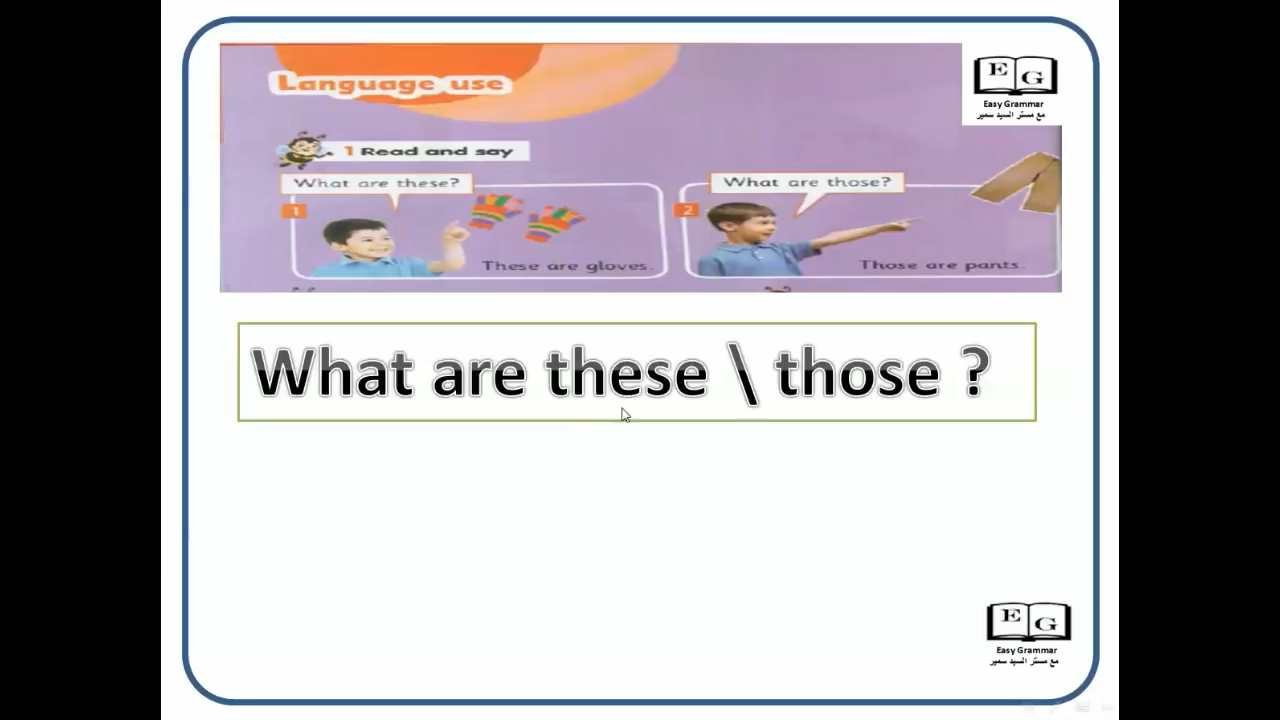 Language use
E G
Easy Grammar
مع مستر السيد سمير
1 Read and say
What are these?
1
These are gloves.
What are those?
2
Those are pants.
What are these \ those ?
E G
Easy Grammar
مع مستر السيد سمير